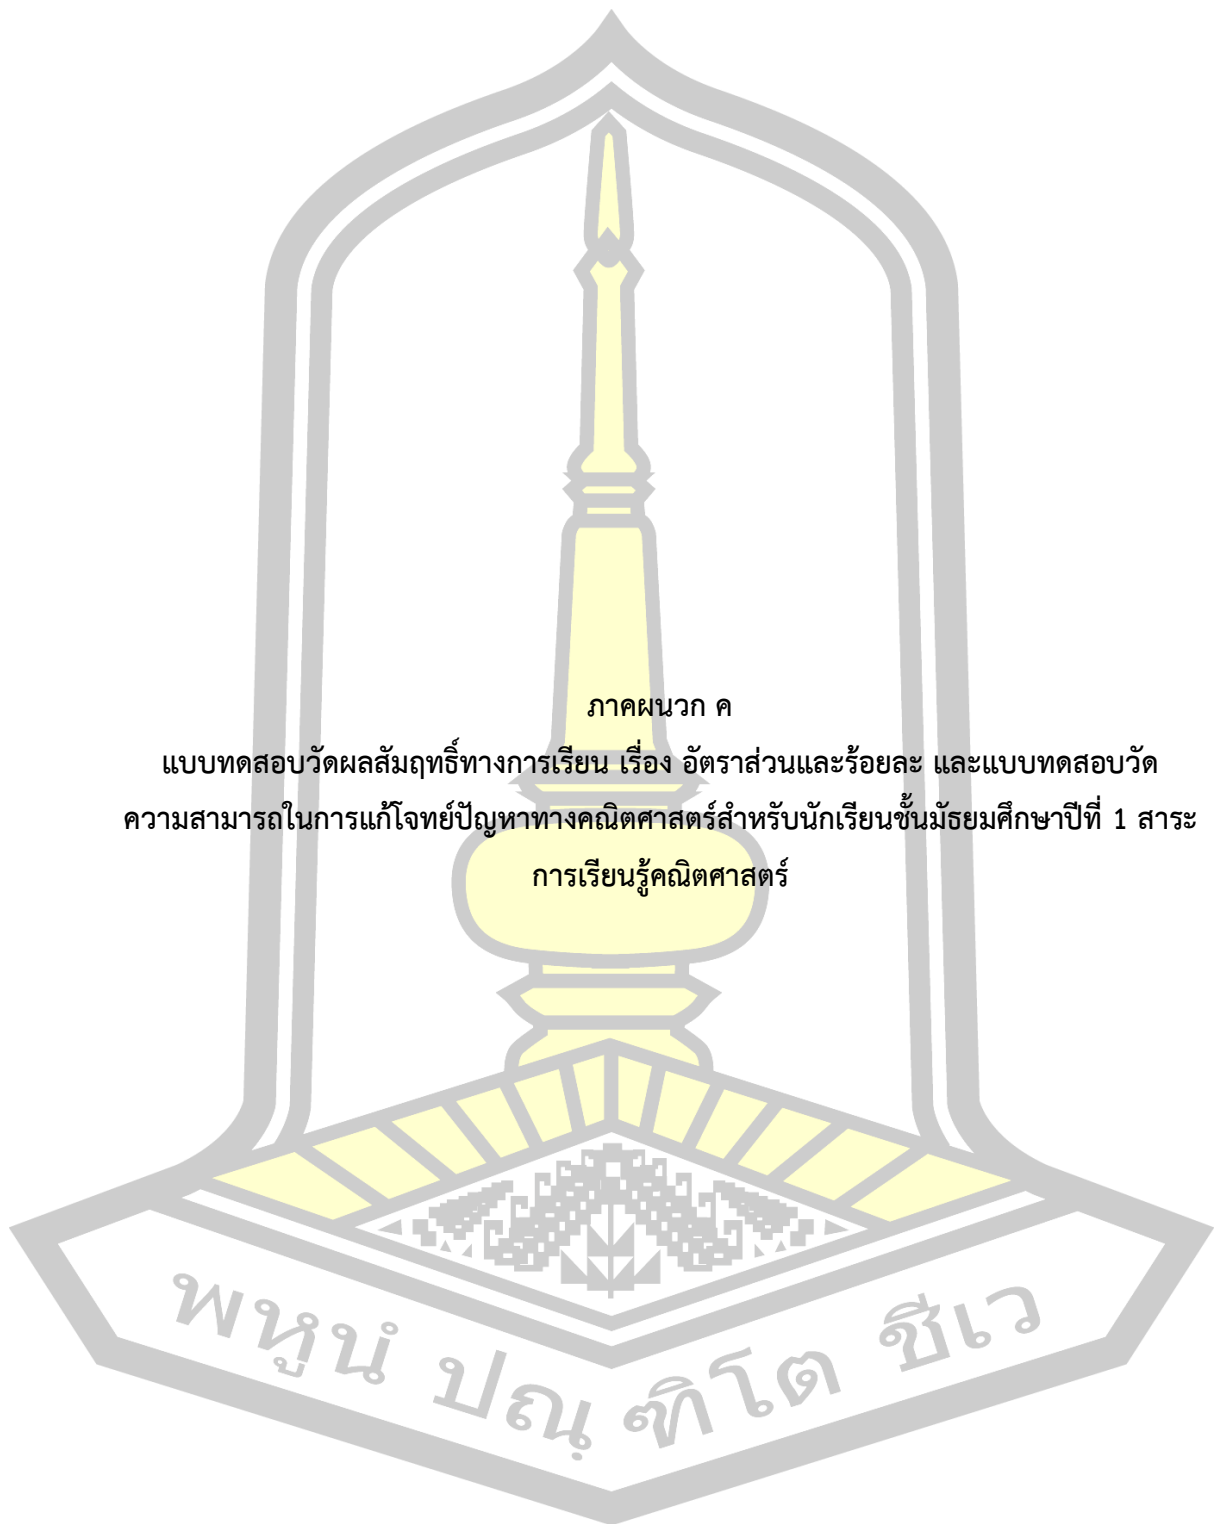 ภาคผนวก ค
แบบทดสอบวัดผลสัมฤทธิ์ทางการเรียน เรื่อง อัตราส่วนและร้อยละ และแบบทดสอบวัด
ความสามารถในการแก้โจทย์ปัญหาทางคณิตศาสตร์สำหรับนักเรียนชั้นมัธยมศึกษาปีที่ 1 สาระ
การเรียนรู้คณิตศาสตร์
พหูนํ ปณฺฑิโต ชีเว